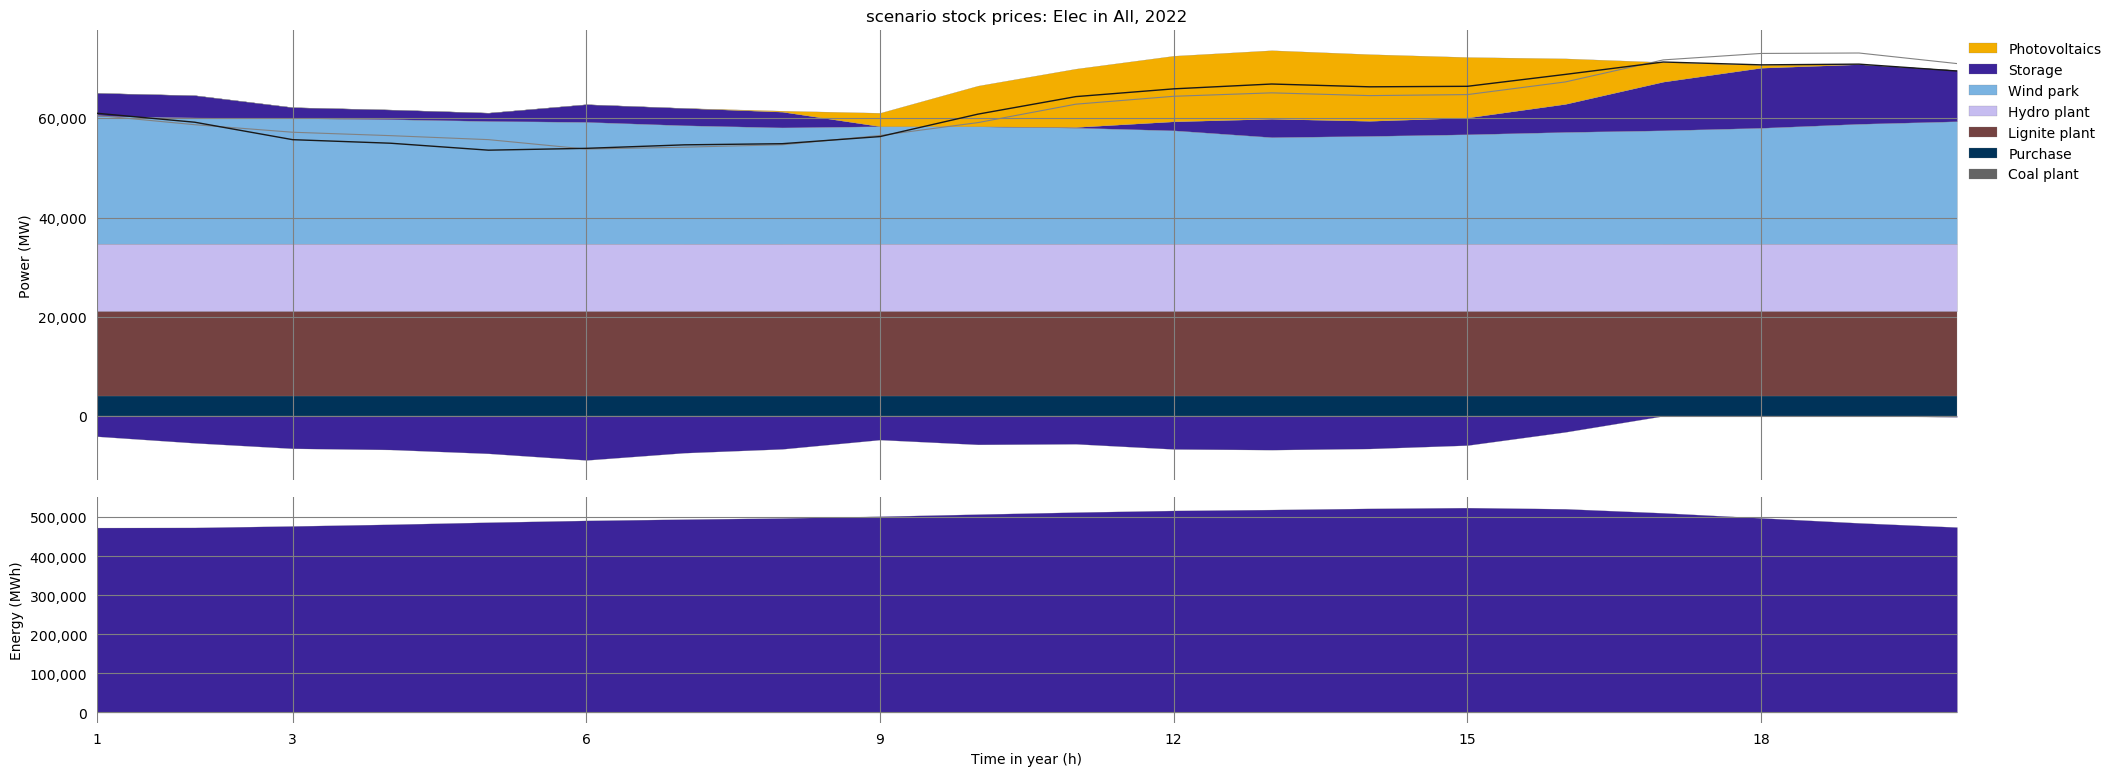 scenario stock prices: Elec in All, 2022
Photovoltaics
Storage
Wind park
Hydro plant
Lignite plant
Purchase
Coal plant
Power (MW)
60,000
40,000
20,000
0
Energy (MWh)
500,000
400,000
300,000
200,000
100,000
0
1 3 6 9 12 15 18
Time in year (h)